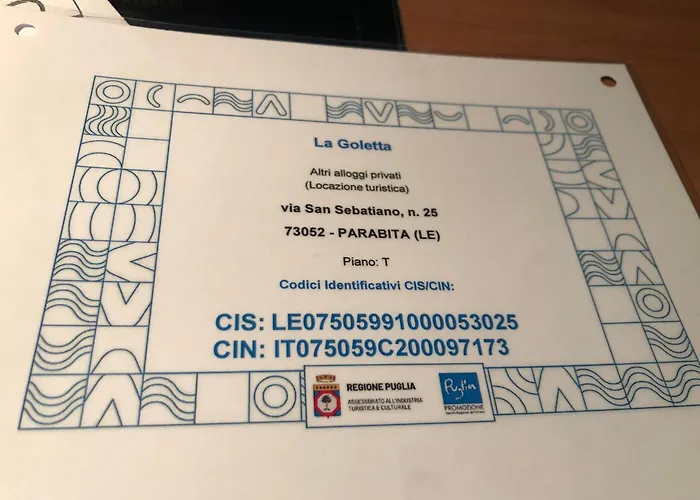 La Goletta
Altri alloggi privati
(Locazione turistica)
via San Sebatiano, n. 25
73052 - PARABITA (LE)
Piano: T
Codici Identificativi CIS/CIN:
CIS: LE07505991000053025
CIN: IT075059C200097173
REGIONE PUGLIA
ASSESSORATO ALL'INDUSTRIA
TURISTICA E CULTURALE
Puglia
PROMOZIONE